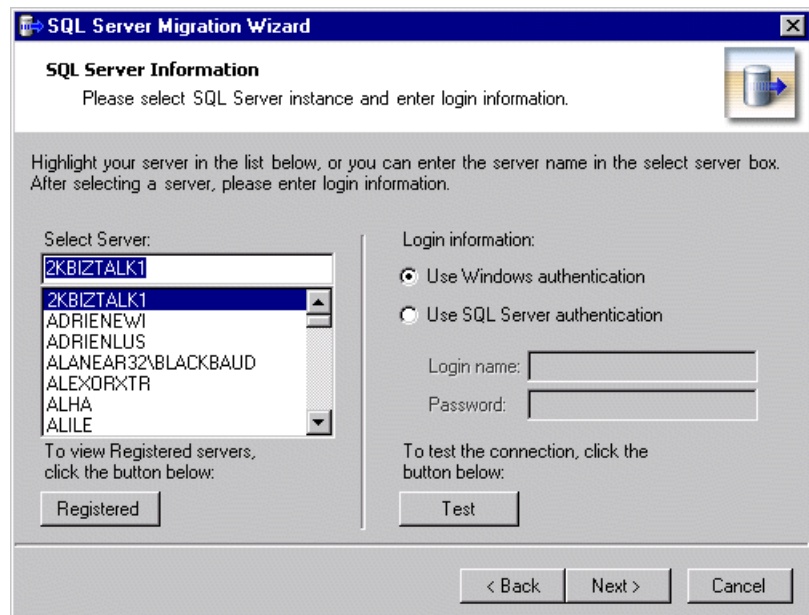 SQL Server Migration Wizard
SQL Server Information
Please select SQL Server instance and enter login information.
Highlight your server in the list below, or you can enter the server name in the select server box.
After selecting a server, please enter login information.
Select Server:
2KBIZTALK1
2KBIZTALK1
ADRIENEWI
ADRIENLUS
ALANEAR32\BLACKBAUD
ALEXORXTR
ALHA
ALILE
To view Registered servers,
click the button below:
Registered
Login information:
Use Windows authentication
Use SQL Server authentication
Login name:
Password:
To test the connection, click the
button below:
Test
< Back
Next >
Cancel